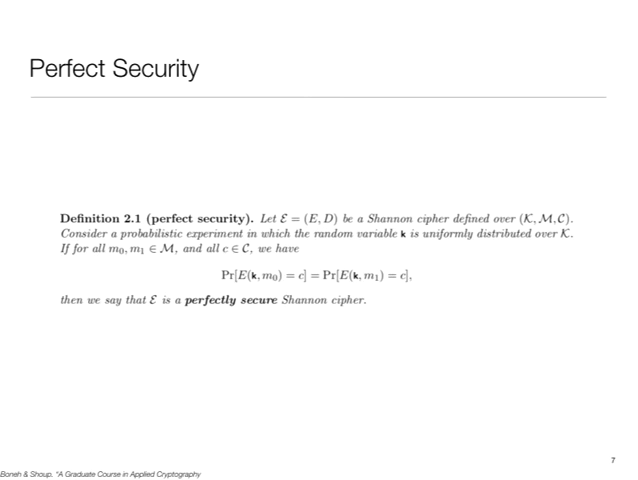 Perfect Security
Definition 2.1 (perfect security). Let ℰ = (E, D) be a Shannon cipher defined over (𝒦, ℳ, 𝒞).
Consider a probabilistic experiment in which the random variable k is uniformly distributed over 𝒦.
If for all m₀, m₁ ∈ ℳ, and all c ∈ 𝒞, we have
Pr[E(k, m₀) = c] = Pr[E(k, m₁) = c],
then we say that ℰ is a perfectly secure Shannon cipher.
7
Boneh & Shoup. "A Graduate Course in Applied Cryptography